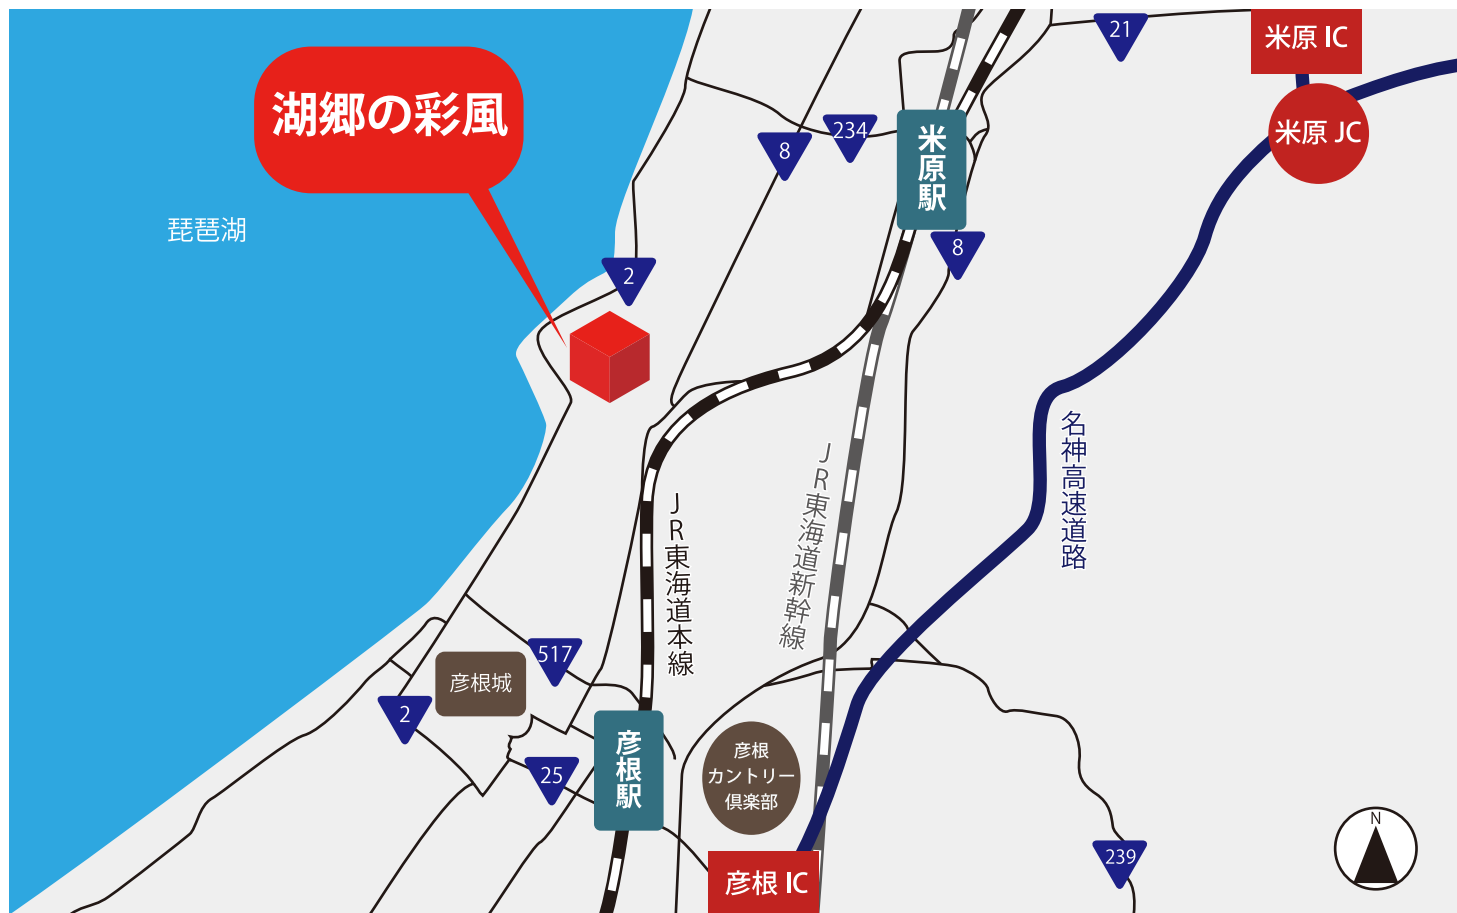 21
米原 IC
湖郷の彩風
8
234
米原駅
米原 JC
琵琶湖
8
2
名神高速道路
JR東海道新幹線
JR東海道本線
517
彦根城
2
彦根駅
25
彦根
カントリー
倶楽部
239
彦根 IC
N